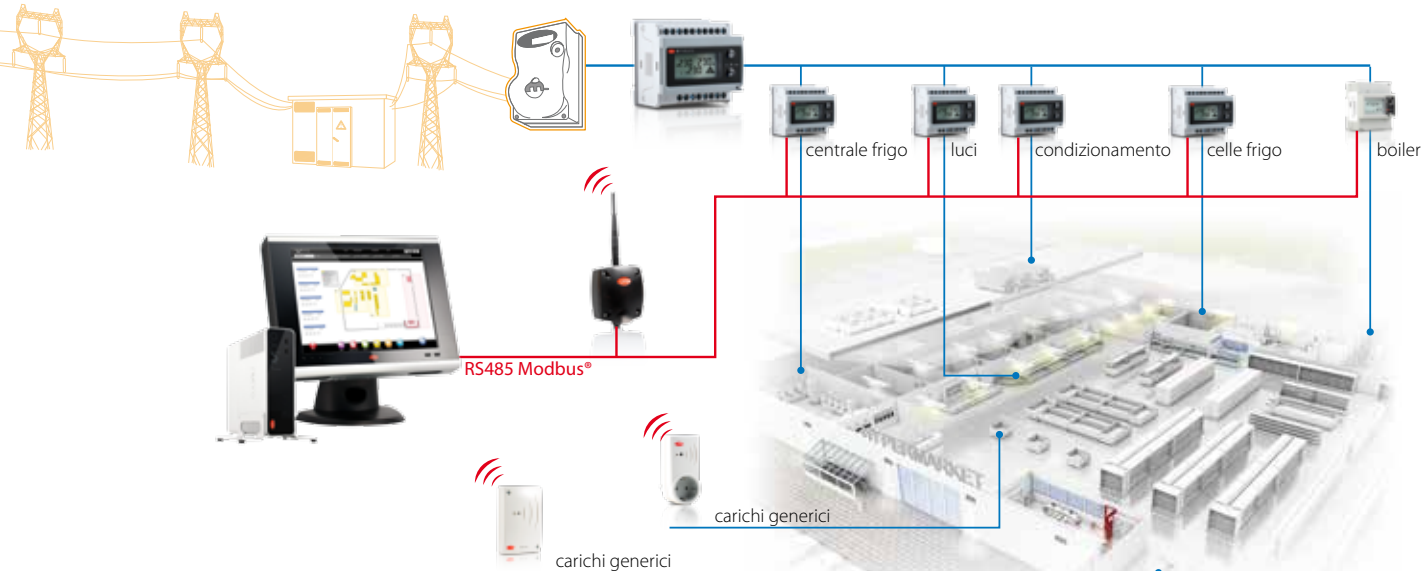 centrale frigo
luci
condizionamento
celle frigo
boiler
RS485 Modbus®
HYPERMARKET
carichi generici
carichi generici